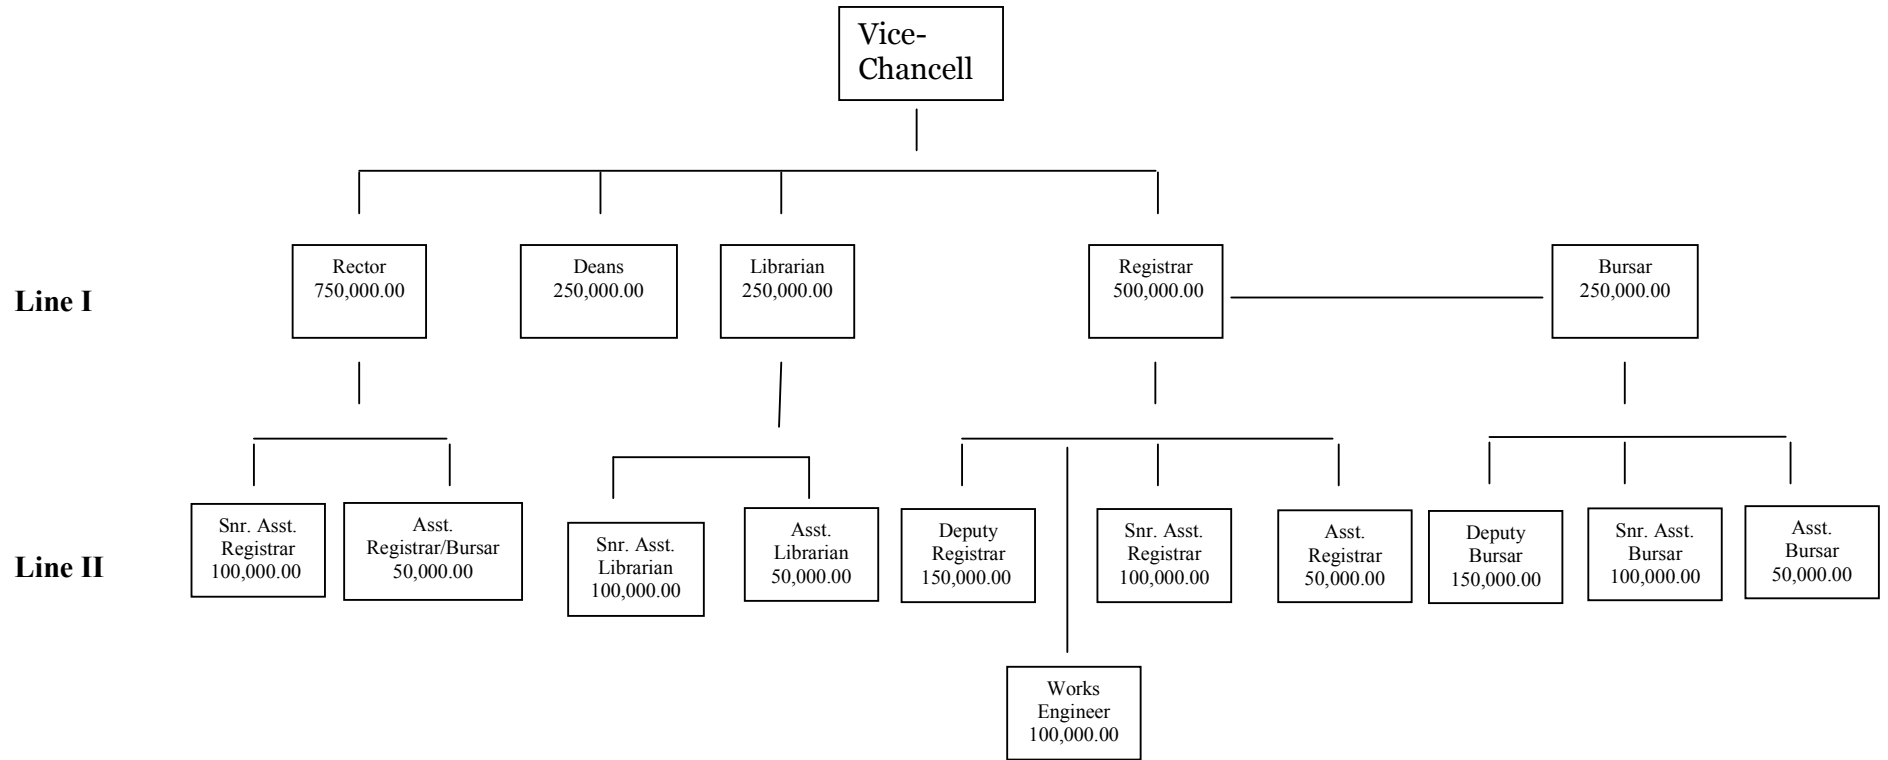 Vice-
Chancell
Line I
Rector
750,000.00
Deans
250,000.00
Librarian
250,000.00
Registrar
500,000.00
Bursar
250,000.00
Line II
Snr. Asst.
Registrar
100,000.00
Asst.
Registrar/Bursar
50,000.00
Snr. Asst.
Librarian
100,000.00
Asst.
Librarian
50,000.00
Deputy
Registrar
150,000.00
Snr. Asst.
Registrar
100,000.00
Asst.
Registrar
50,000.00
Deputy
Bursar
150,000.00
Snr. Asst.
Bursar
100,000.00
Asst.
Bursar
50,000.00
Works
Engineer
100,000.00